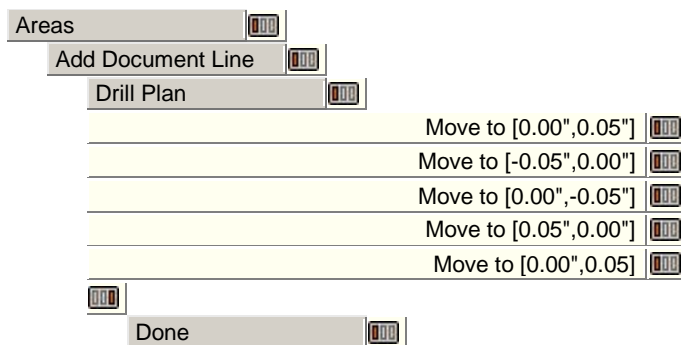 Areas
Add Document Line
Drill Plan
Move to [0.00",0.05"]
Move to [-0.05",0.00"]
Move to [0.00",-0.05"]
Move to [0.05",0.00"]
Move to [0.00",0.05]
Done